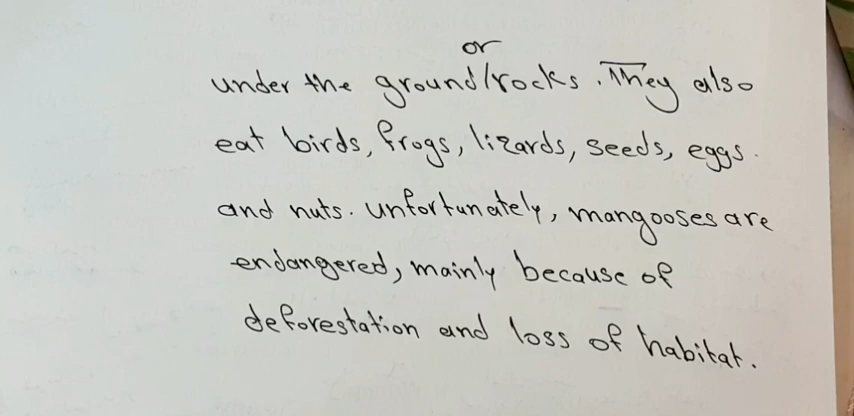 or
under the ground/rocks. They also
eat birds, frogs, lizards, seeds, eggs.
and nuts. unfortunately, mangooses are
endangered, mainly because of
deforestation and loss of habitat.